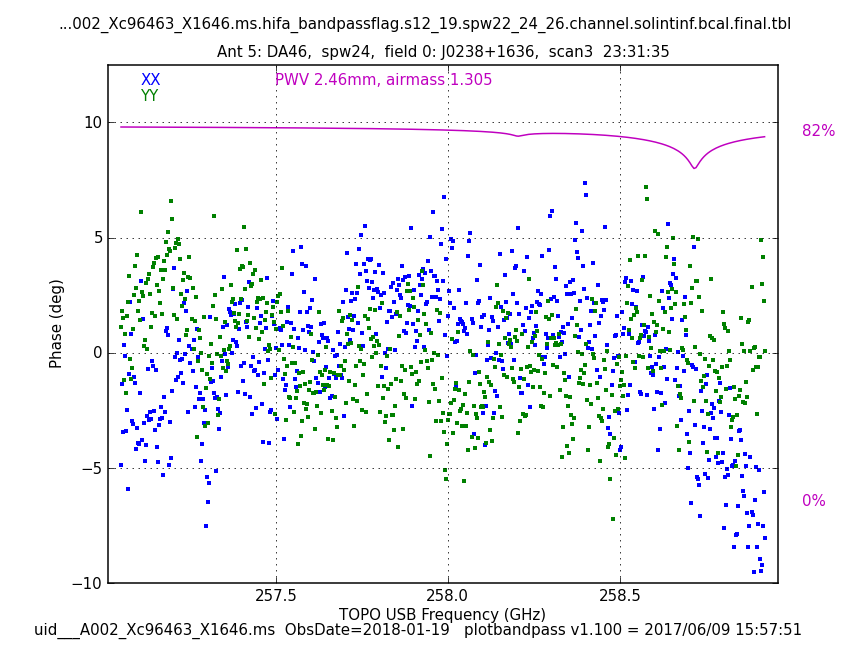 ...002_Xc96463_X1646.ms.hifa_bandpassflag.s12_19.spw22_24_26.channel.solintinf.bcal.final.tbl
Ant 5: DA46, spw24, field 0: J0238+1636, scan3 23:31:35
XX PWV 2.46mm, airmass 1.305
YY
10
82%
5
Phase (deg)
0
−5
0%
−10
257.5 258.0 258.5
TOPO USB Frequency (GHz)
uid___A002_Xc96463_X1646.ms ObsDate=2018-01-19 plotbandpass v1.100 = 2017/06/09 15:57:51